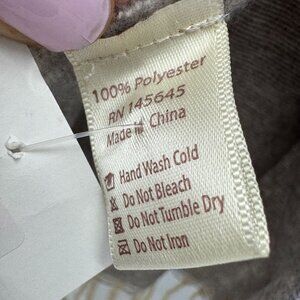 100% Polyester
RN 145645
Made in China
Hand Wash Cold
Do Not Bleach
Do Not Tumble Dry
Do Not Iron